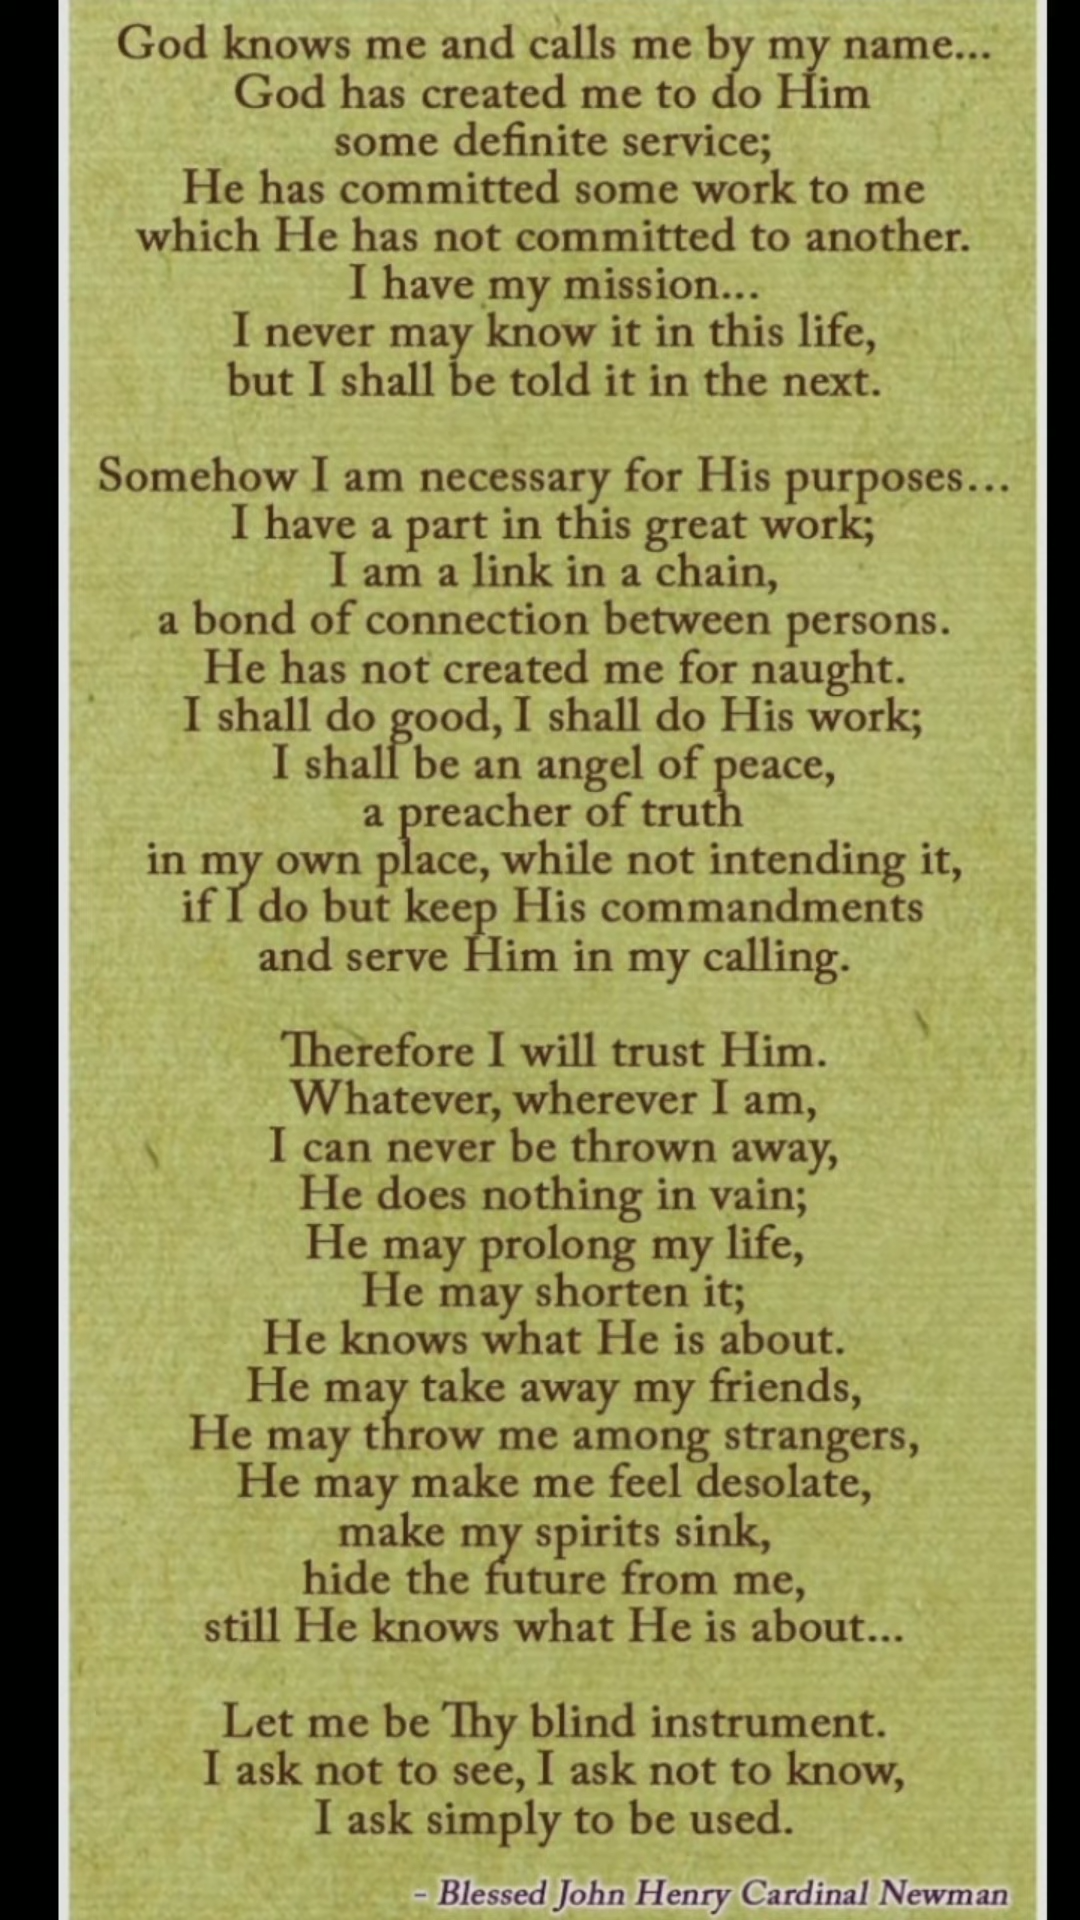 God knows me and calls me by my name...
God has created me to do Him
some definite service;
He has committed some work to me
which He has not committed to another.
I have my mission...
I never may know it in this life,
but I shall be told it in the next.
Somehow I am necessary for His purposes...
I have a part in this great work;
I am a link in a chain,
a bond of connection between persons.
He has not created me for naught.
I shall do good, I shall do His work;
I shall be an angel of peace,
a preacher of truth
in my own place, while not intending it,
if I do but keep His commandments
and serve Him in my calling.
Therefore I will trust Him.
Whatever, wherever I am,
I can never be thrown away,
He does nothing in vain;
He may prolong my life,
He may shorten it;
He knows what He is about.
He may take away my friends,
He may throw me among strangers,
He may make me feel desolate,
make my spirits sink,
hide the future from me,
still He knows what He is about...
Let me be Thy blind instrument.
I ask not to see, I ask not to know,
I ask simply to be used.
- Blessed John Henry Cardinal Newman